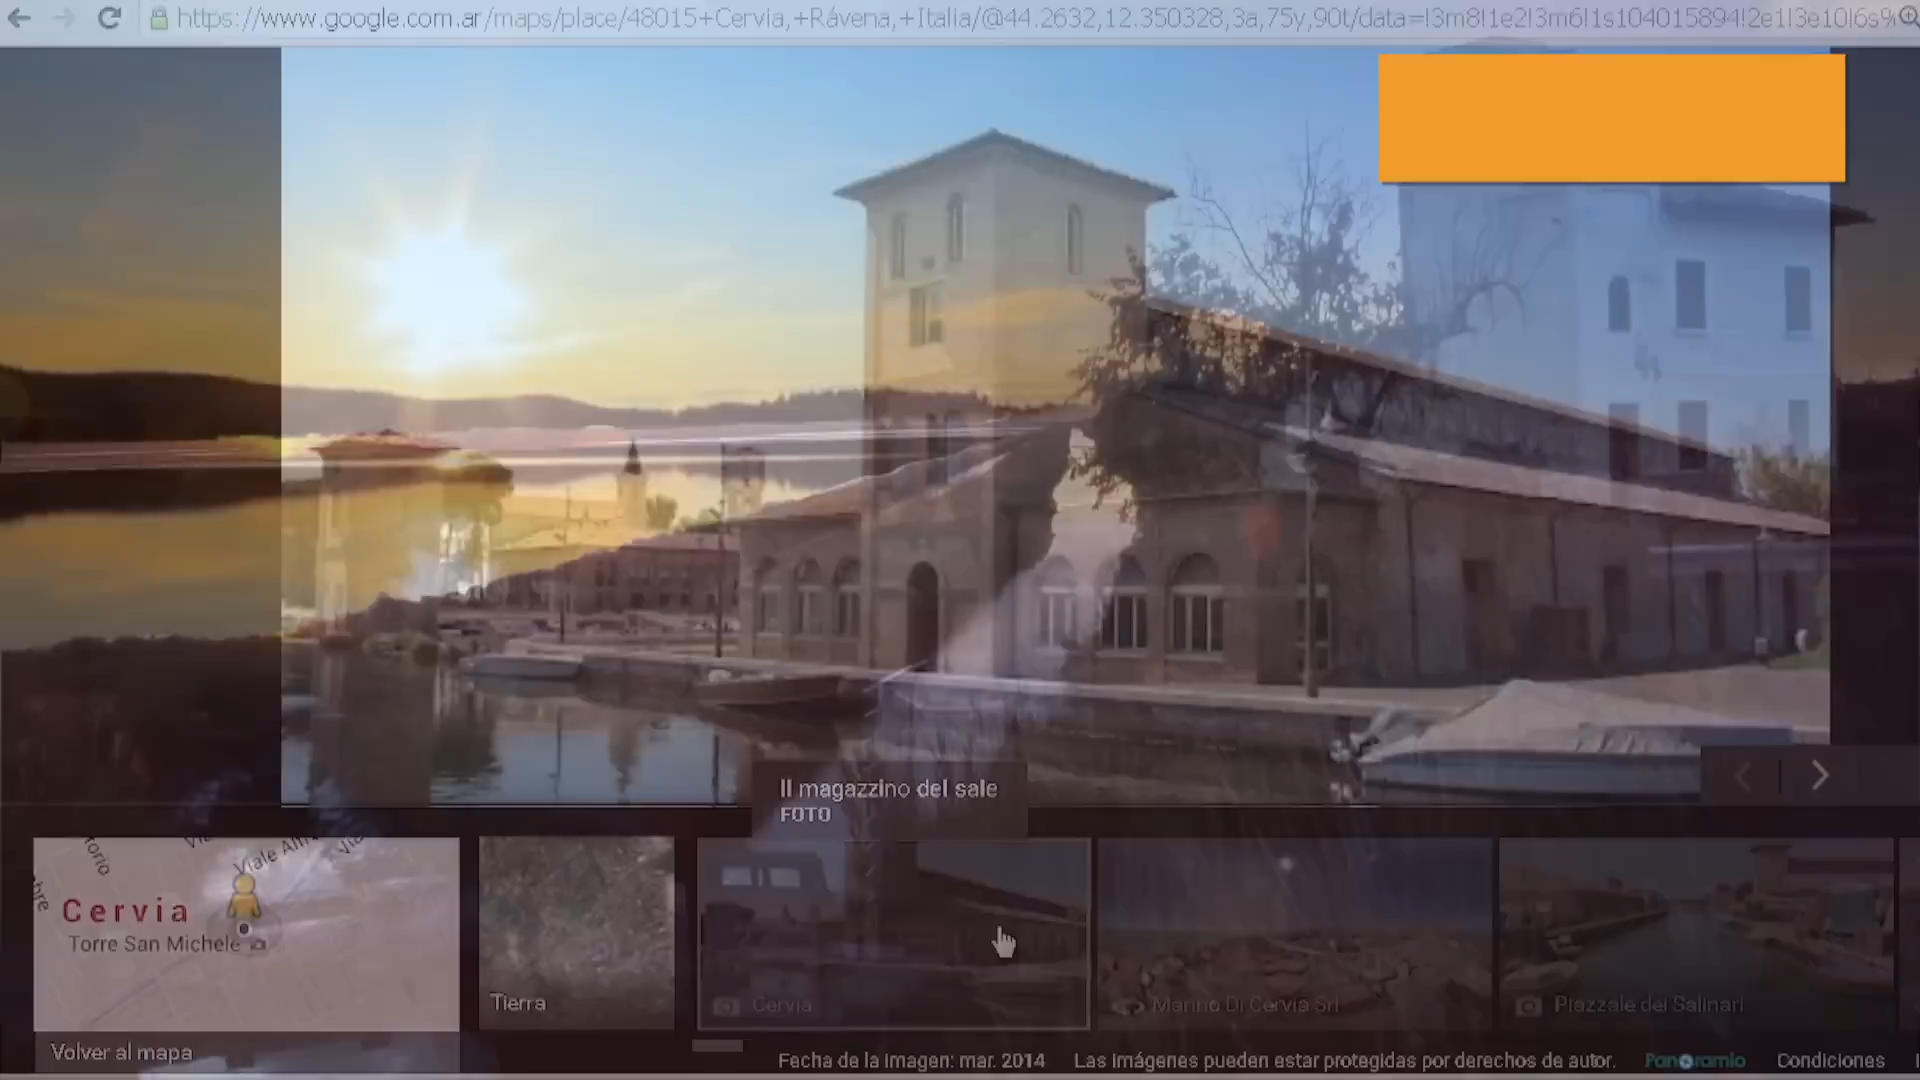 https://www.google.com.ar/maps/place/48015+Cervia,+Rávena,+Italia/@44.2632,12.350328,3a,75y,90t/data=!3m8!1e2!3m6!1s104015894!2e1!3e10!6s%
Il magazzino del sale
FOTO
Viale
Cervia
Torre San Michele
Tierra
Cervia
Marino Di Cervia Srl
Piazzale dei Salinari
Volver al mapa
Fecha de la imagen: mar. 2014
Las imágenes pueden estar protegidas por derechos de autor.
Panoramio
Condiciones